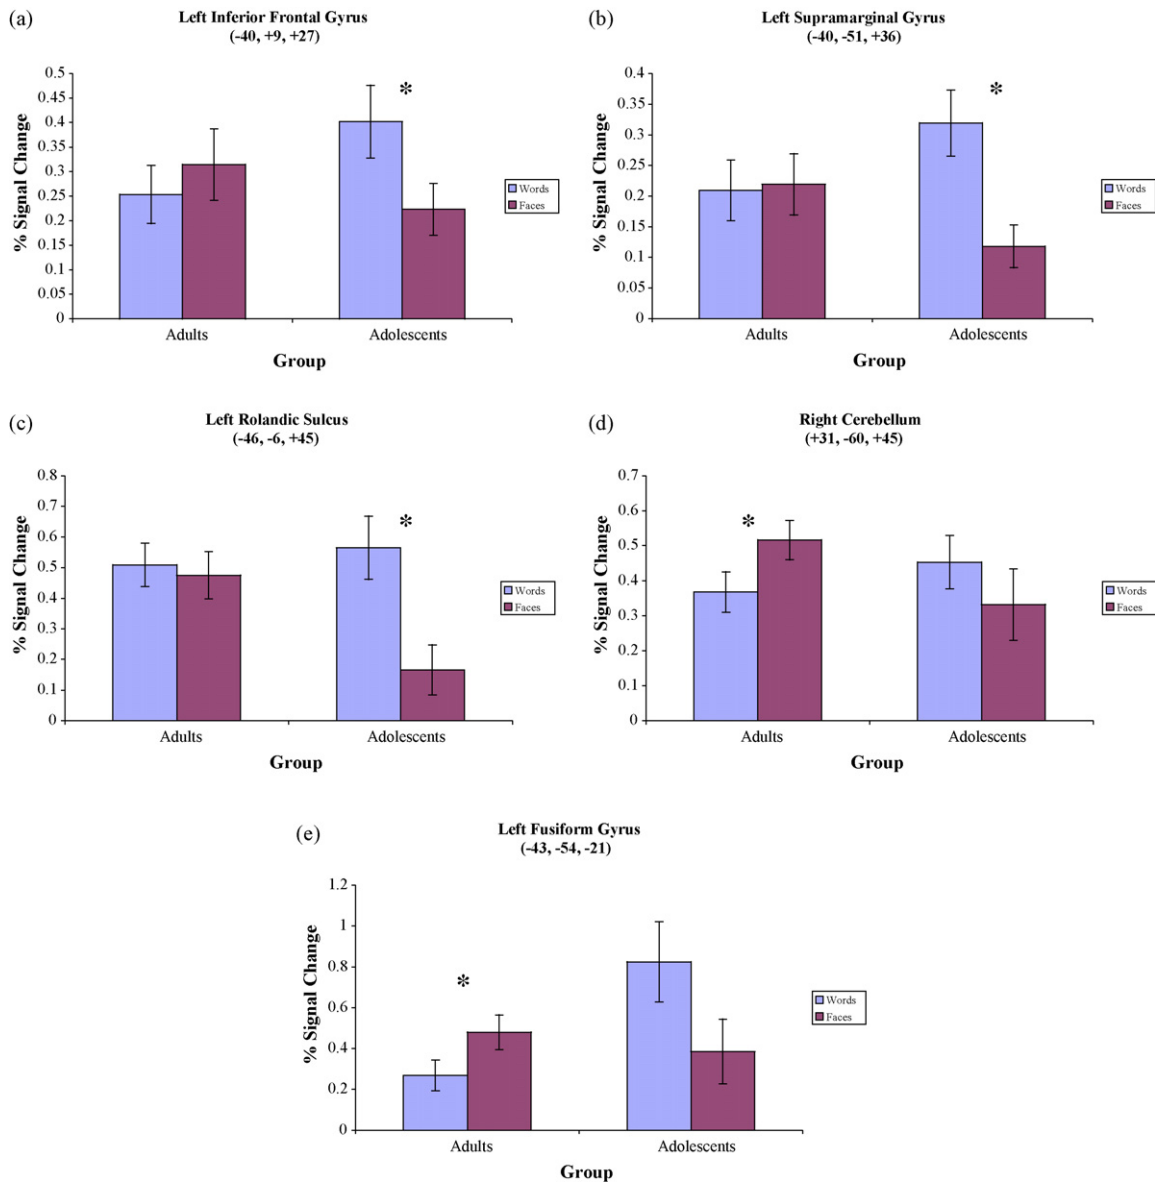 (a)
Left Inferior Frontal Gyrus
(-40, +9, +27)
% Signal Change
0.5
0.45
0.4
0.35
0.3
0.25
0.2
0.15
0.1
0.05
0
*
Words
Faces
Adults
Adolescents
Group
(b)
Left Supramarginal Gyrus
(-40, -51, +36)
% Signal Change
0.4
0.35
0.3
0.25
0.2
0.15
0.1
0.05
0
*
Words
Faces
Adults
Adolescents
Group
(c)
Left Rolandic Sulcus
(-46, -6, +45)
% Signal Change
0.8
0.7
0.6
0.5
0.4
0.3
0.2
0.1
0
*
Words
Faces
Adults
Adolescents
Group
(d)
Right Cerebellum
(+31, -60, +45)
% Signal Change
0.7
0.6
0.5
0.4
0.3
0.2
0.1
0
*
Words
Faces
Adults
Adolescents
Group
(e)
Left Fusiform Gyrus
(-43, -54, -21)
% Signal Change
1.2
1
0.8
0.6
0.4
0.2
0
*
Words
Faces
Adults
Adolescents
Group